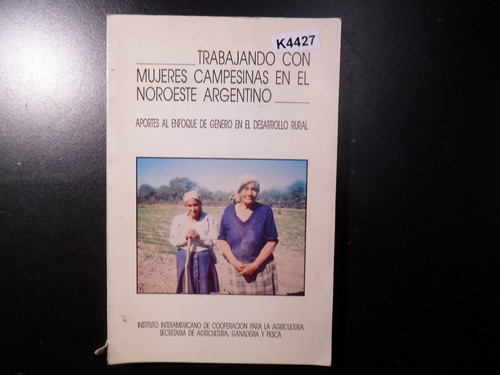 K4427
TRABAJANDO CON
MUJERES CAMPESINAS EN EL
NOROESTE ARGENTINO
APORTES AL ENFOQUE DE GENERO EN EL DESARROLLO RURAL
INSTITUTO INTERAMERICANO DE COOPERACION PARA LA AGRICULTURA
SECRETARIA DE AGRICULTURA, GANADERIA Y PESCA